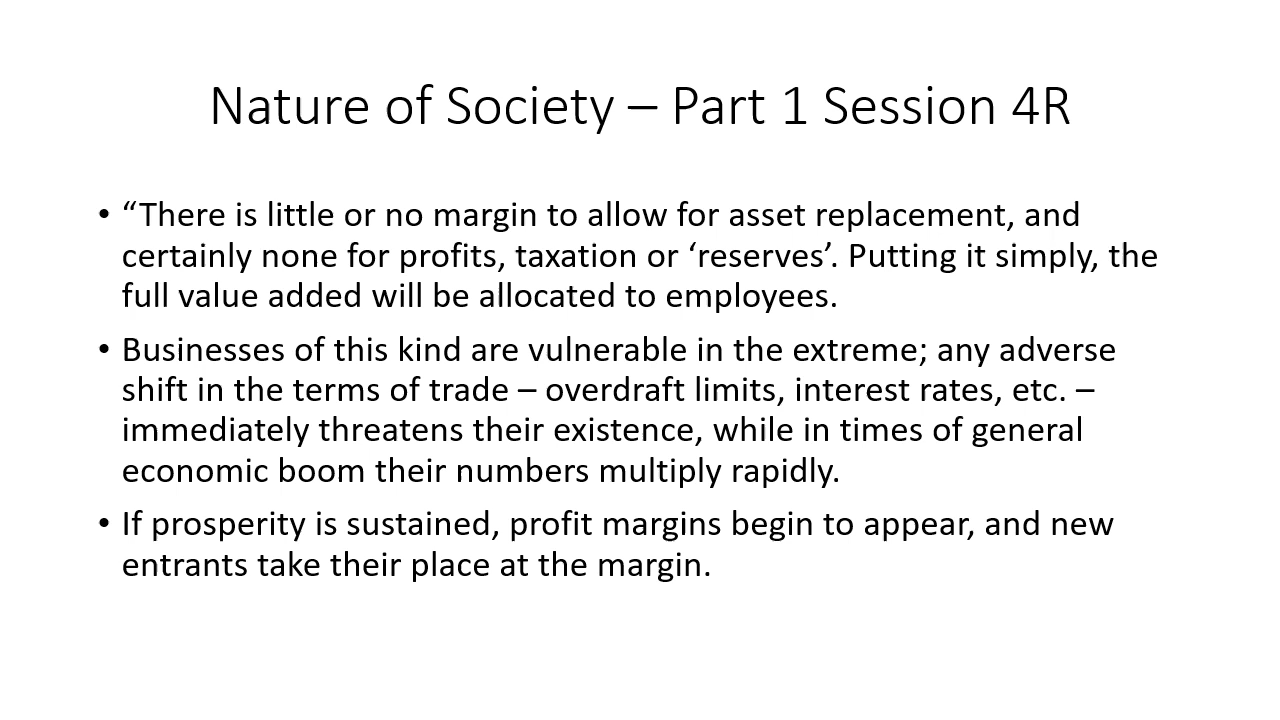 Nature of Society – Part 1 Session 4R
• “There is little or no margin to allow for asset replacement, and
certainly none for profits, taxation or ‘reserves’. Putting it simply, the
full value added will be allocated to employees.
• Businesses of this kind are vulnerable in the extreme; any adverse
shift in the terms of trade – overdraft limits, interest rates, etc. –
immediately threatens their existence, while in times of general
economic boom their numbers multiply rapidly.
• If prosperity is sustained, profit margins begin to appear, and new
entrants take their place at the margin.